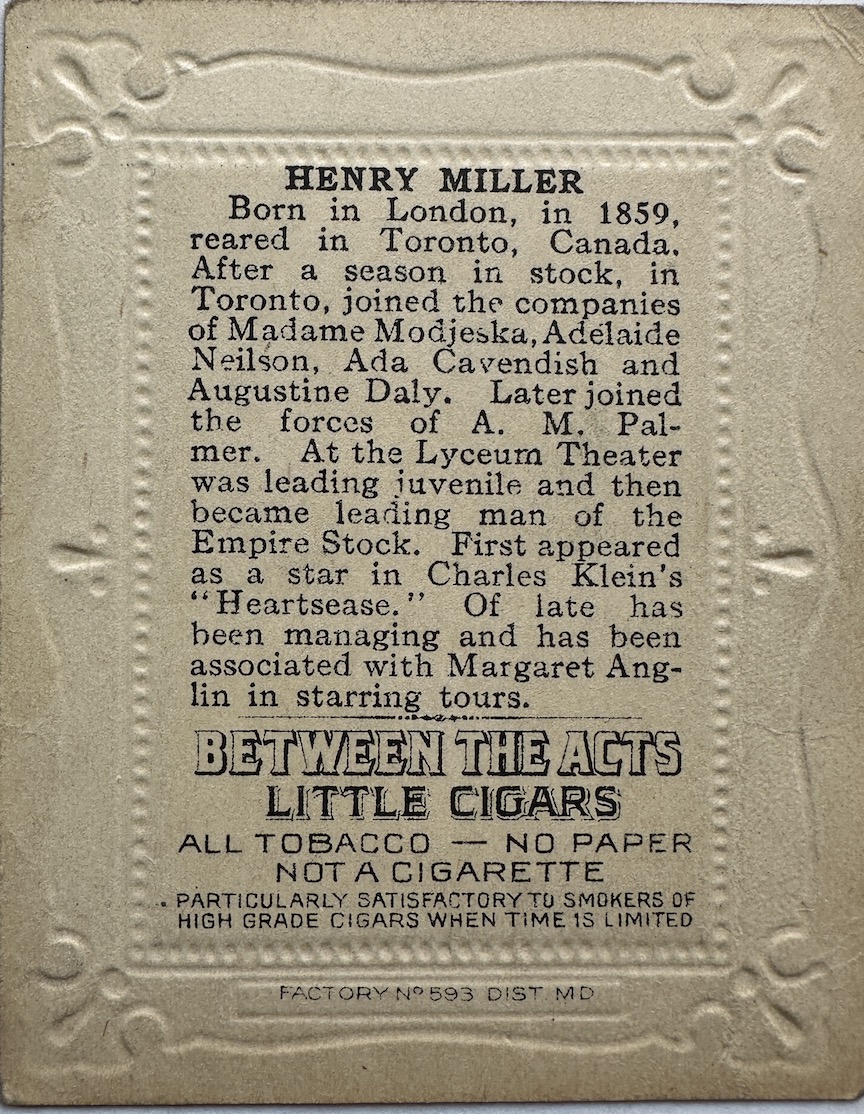 HENRY MILLER
Born in London, in 1859,
reared in Toronto, Canada.
After a season in stock, in
Toronto, joined the companies
of Madame Modjeska, Adelaide
Neilson, Ada Cavendish and
Augustine Daly. Later joined
the forces of A. M. Pal-
mer. At the Lyceum Theater
was leading juvenile and then
became leading man of the
Empire Stock. First appeared
as a star in Charles Klein's
"Heartsease." Of late has
been managing and has been
associated with Margaret Ang-
lin in starring tours.
BETWEEN THE ACTS
LITTLE CIGARS
ALL TOBACCO — NO PAPER
NOT A CIGARETTE
PARTICULARLY SATISFACTORY TO SMOKERS OF
HIGH GRADE CIGARS WHEN TIME IS LIMITED
FACTORY Nº 593 DIST. MD